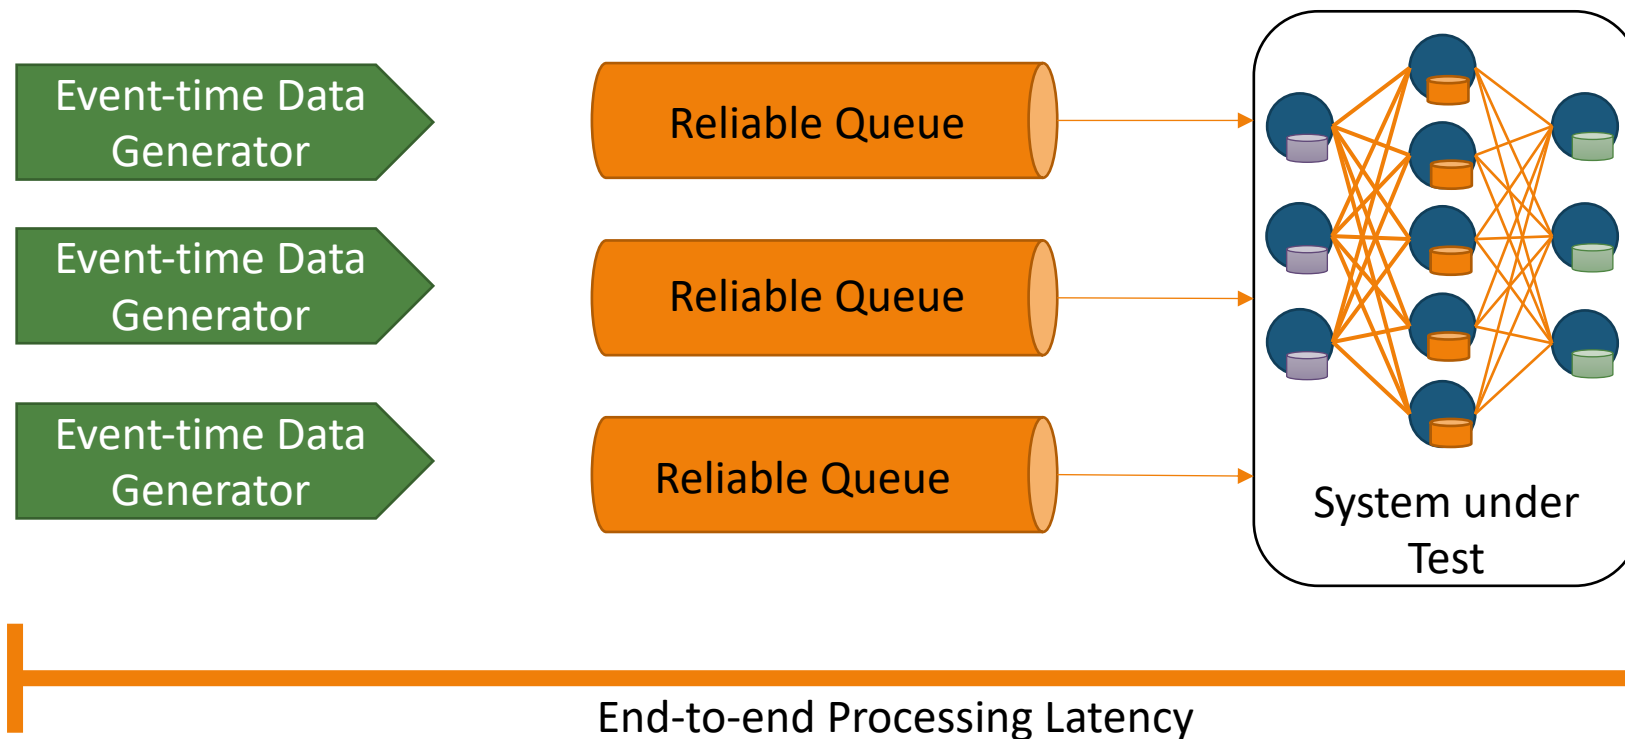 Event-time Data
Generator
Reliable Queue
Event-time Data
Generator
Reliable Queue
Event-time Data
Generator
Reliable Queue
System under
Test
End-to-end Processing Latency